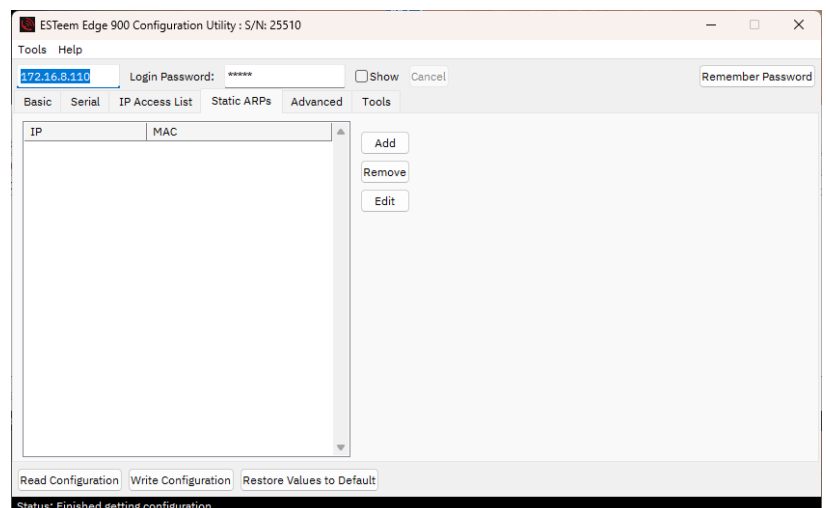 ESTeem Edge 900 Configuration Utility : S/N: 25510
Tools Help
172.16.8.110 Login Password: ***** Show Cancel Remember Password
Basic Serial IP Access List Static ARPs Advanced Tools
IP MAC
Add
Remove
Edit
Read Configuration Write Configuration Restore Values to Default
Status: Finished getting configuration